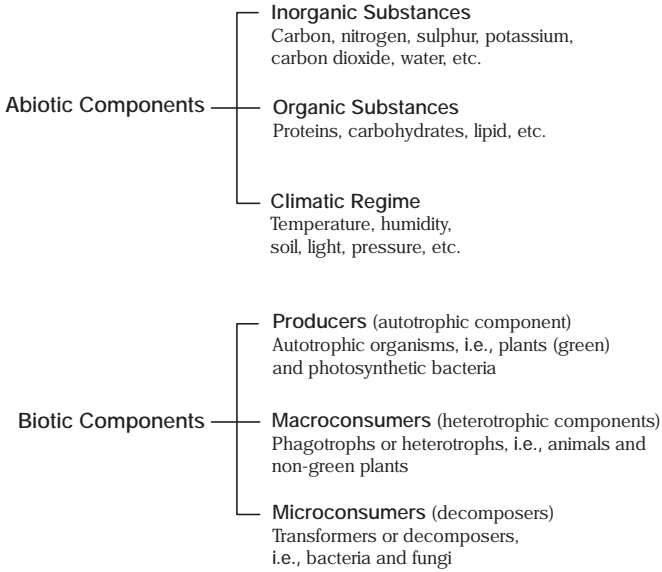 Inorganic Substances
Carbon, nitrogen, sulphur, potassium,
carbon dioxide, water, etc.
Abiotic Components
Organic Substances
Proteins, carbohydrates, lipid, etc.
Climatic Regime
Temperature, humidity,
soil, light, pressure, etc.
Producers (autotrophic component)
Autotrophic organisms, i.e., plants (green)
and photosynthetic bacteria
Biotic Components
Macroconsumers (heterotrophic components)
Phagotrophs or heterotrophs, i.e., animals and
non-green plants
Microconsumers (decomposers)
Transformers or decomposers,
i.e., bacteria and fungi